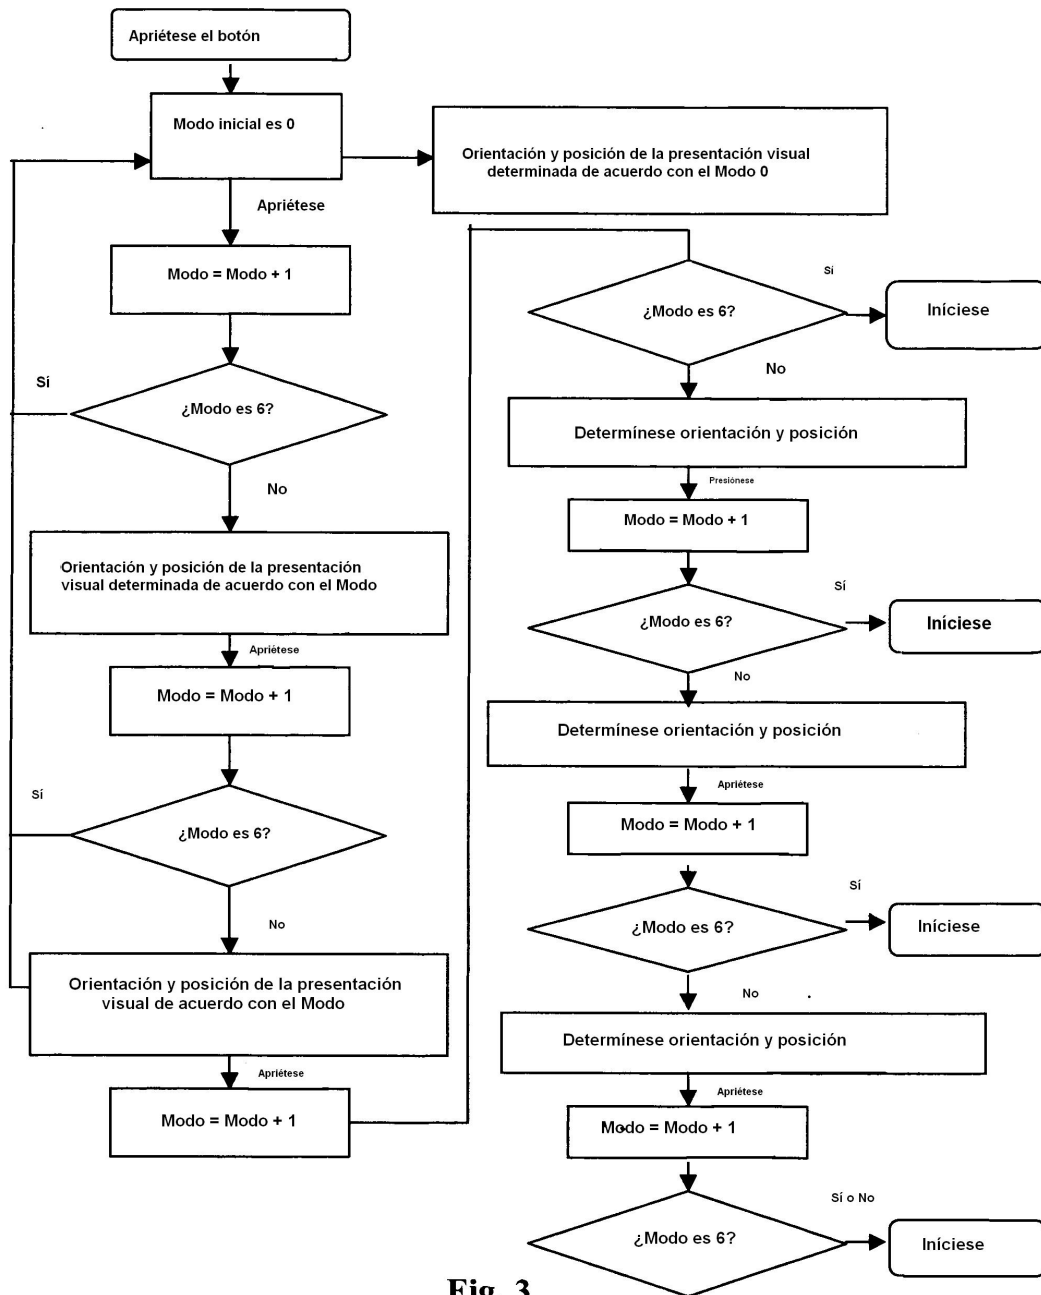 Apriétese el botón
Modo inicial es 0
Orientación y posición de la presentación visual
determinada de acuerdo con el Modo 0
Apriétese
Modo = Modo + 1
¿Modo es 6?
Sí
No
Orientación y posición de la presentación
visual determinada de acuerdo con el Modo
Apriétese
Modo = Modo + 1
Sí
¿Modo es 6?
No
Orientación y posición de la presentación
visual de acuerdo con el Modo
Apriétese
Modo = Modo + 1
Sí
¿Modo es 6?
Iníciese
No
Determínese orientación y posición
Presiónese
Modo = Modo + 1
Sí
¿Modo es 6?
Iníciese
No
Determínese orientación y posición
Apriétese
Modo = Modo + 1
Sí
¿Modo es 6?
Iníciese
No
Determínese orientación y posición
Apriétese
Modo = Modo + 1
Sí o No
¿Modo es 6?
Iníciese
Fig. 3